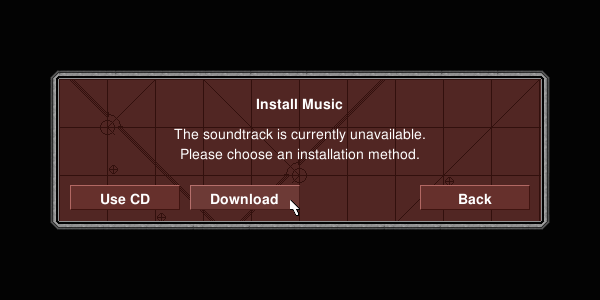 Install Music
The soundtrack is currently unavailable.
Please choose an installation method.
Use CD
Download
Back